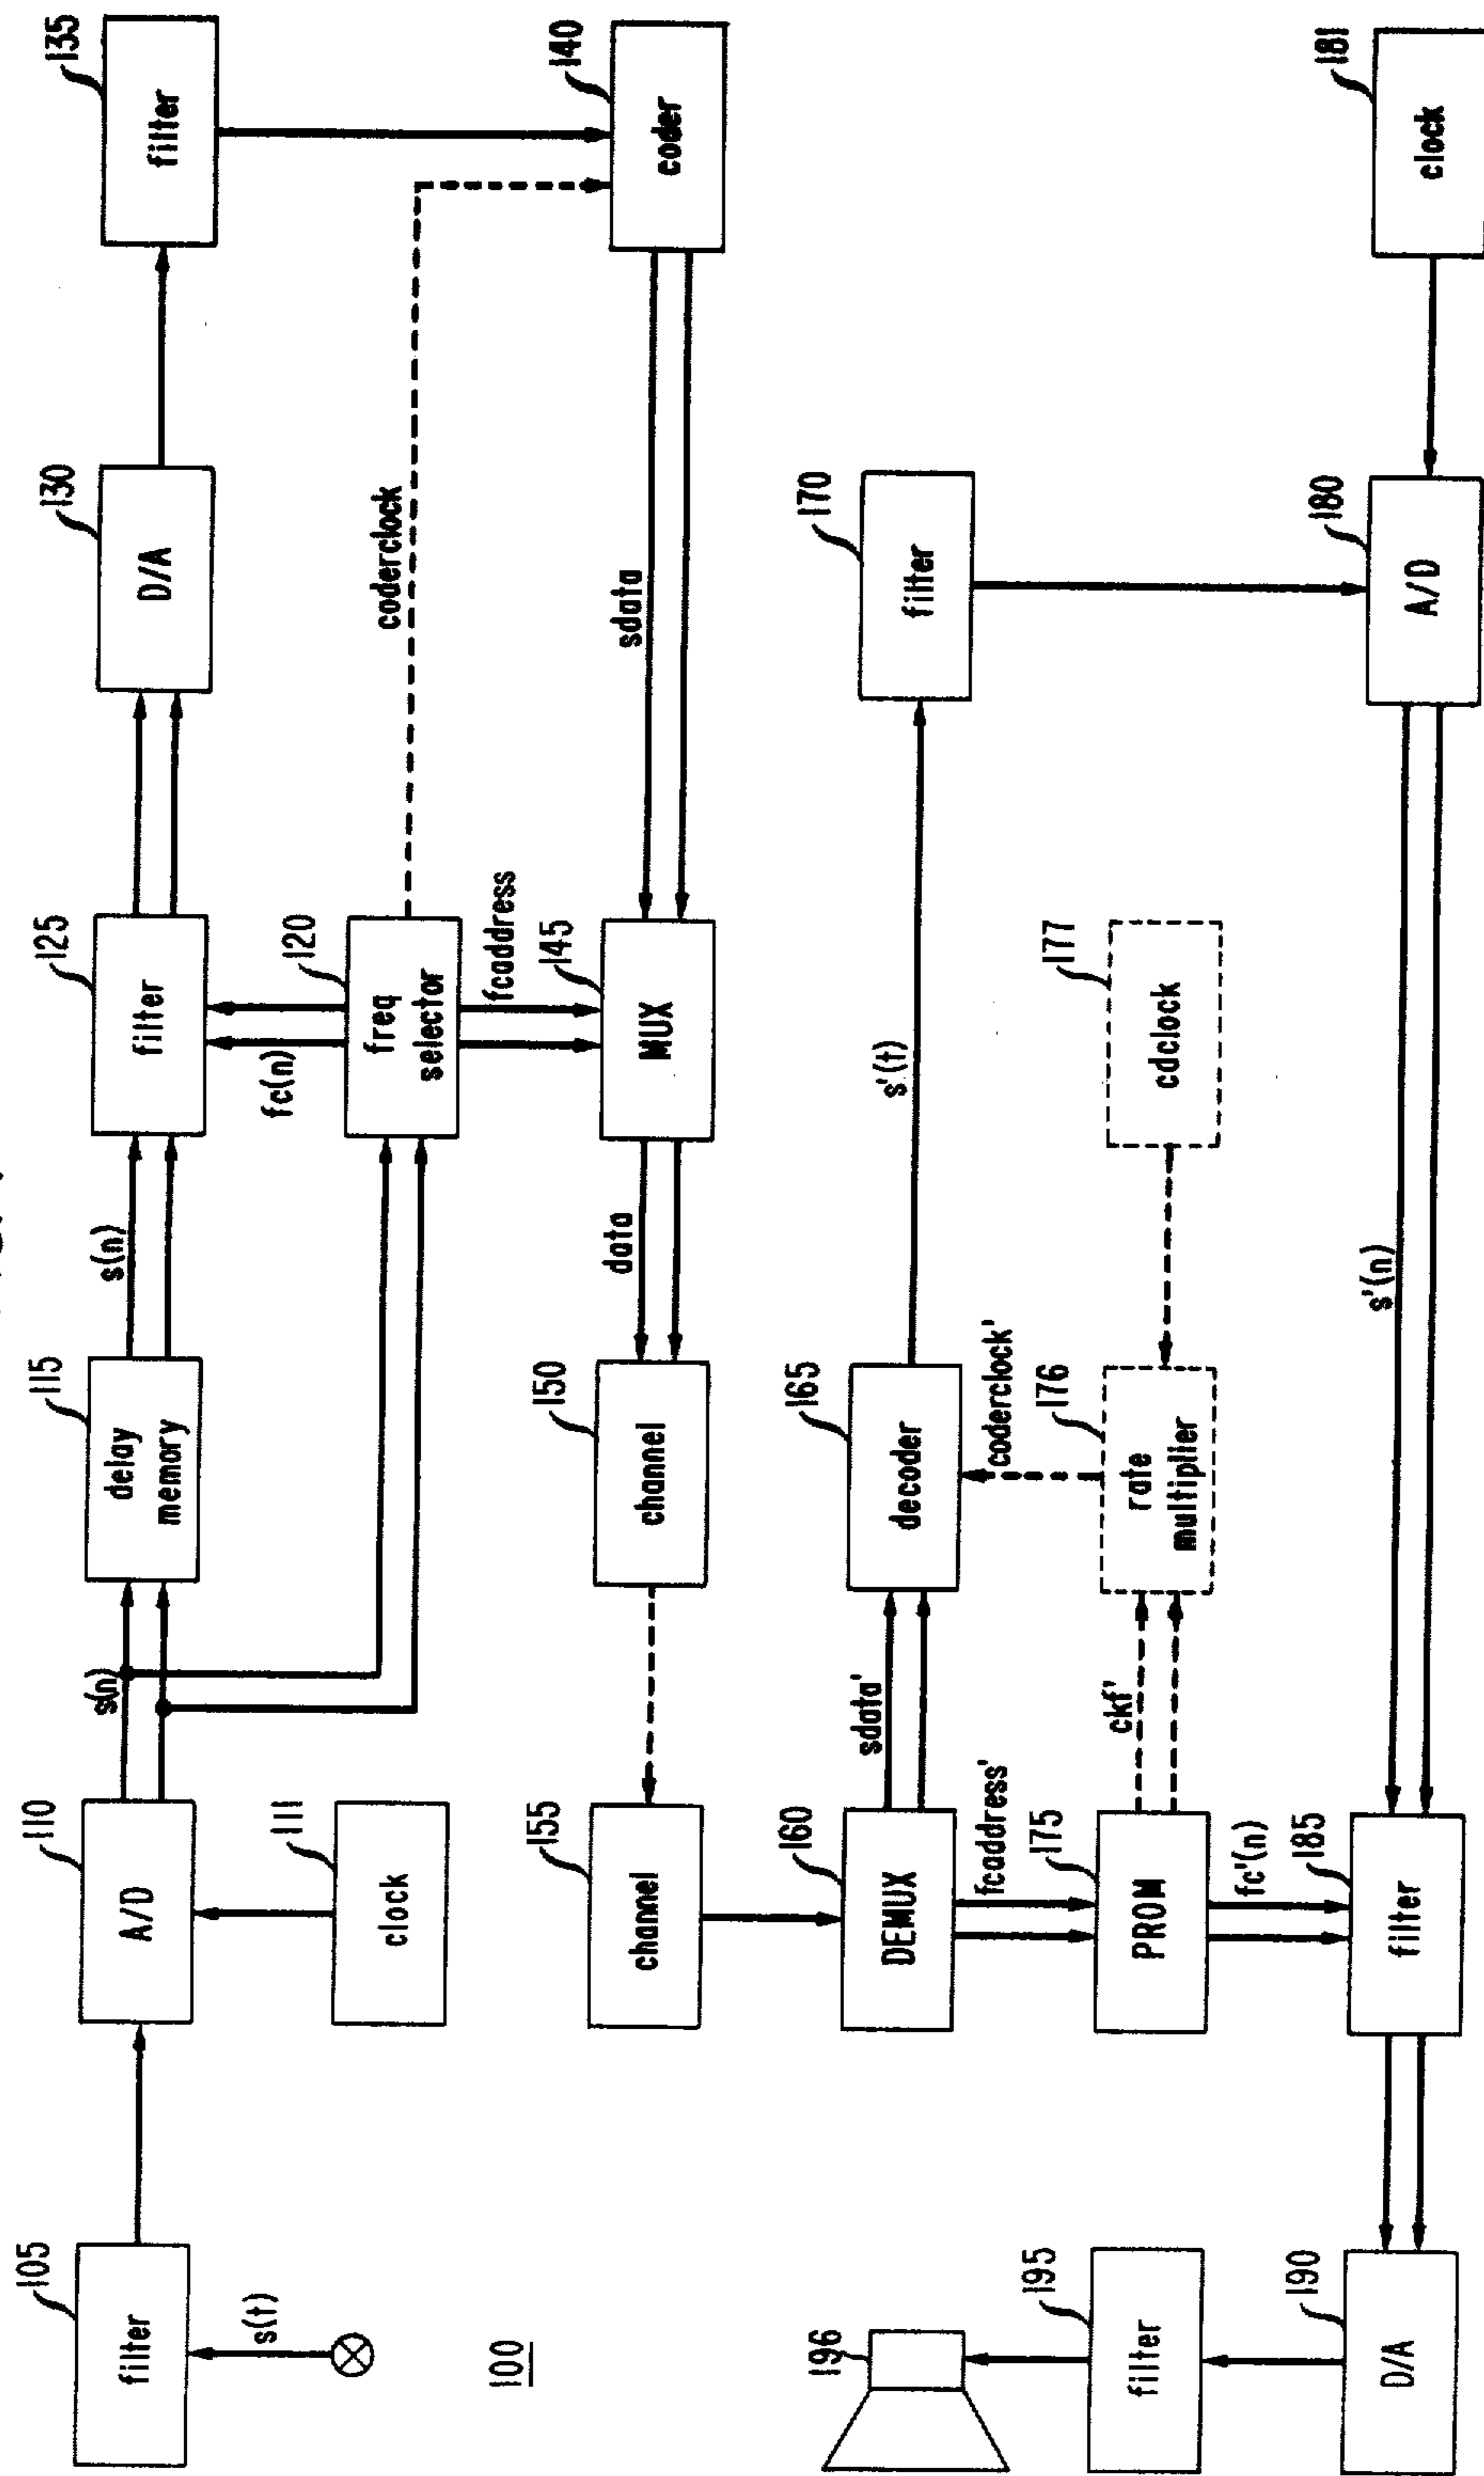 105
filter
110
A/D
s(n)
115
delay
memory
s(n)
125
filter
130
D/A
135
filter
s(t)
111
clock
fc(n)
120
freq
selector
fcaddress
coderclock
100
155
channel
150
channel
data
145
MUX
sdata
140
coder
196
160
DEMUX
sdata'
165
decoder
s'(t)
170
filter
195
filter
fcaddress'
175
PROM
ckf'
coderclock'
176
rate
multiplier
177
cdclock
190
D/A
fc'(n)
185
filter
s'(n)
180
A/D
181
clock